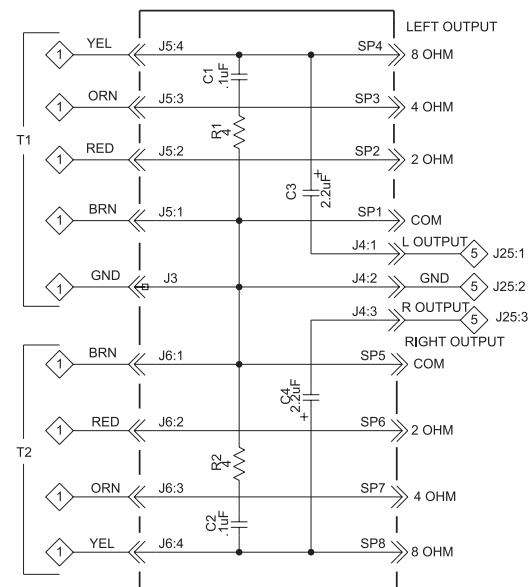 LEFT OUTPUT
1 YEL J5:4 SP4 8 OHM
C1
.1uF
1 ORN J5:3 SP3 4 OHM
T1
R1
4
1 RED J5:2 SP2 2 OHM
C3
+
2.2uF
1 BRN J5:1 SP1 COM
J4:1 L OUTPUT 5 J25:1
1 GND J3 J4:2 GND 5 J25:2
J4:3 R OUTPUT 5 J25:3
RIGHT OUTPUT
1 BRN J6:1 SP5 COM
C4
2.2uF
+
1 RED J6:2 SP6 2 OHM
T2
R2
4
1 ORN J6:3 SP7 4 OHM
C2
.1uF
1 YEL J6:4 SP8 8 OHM